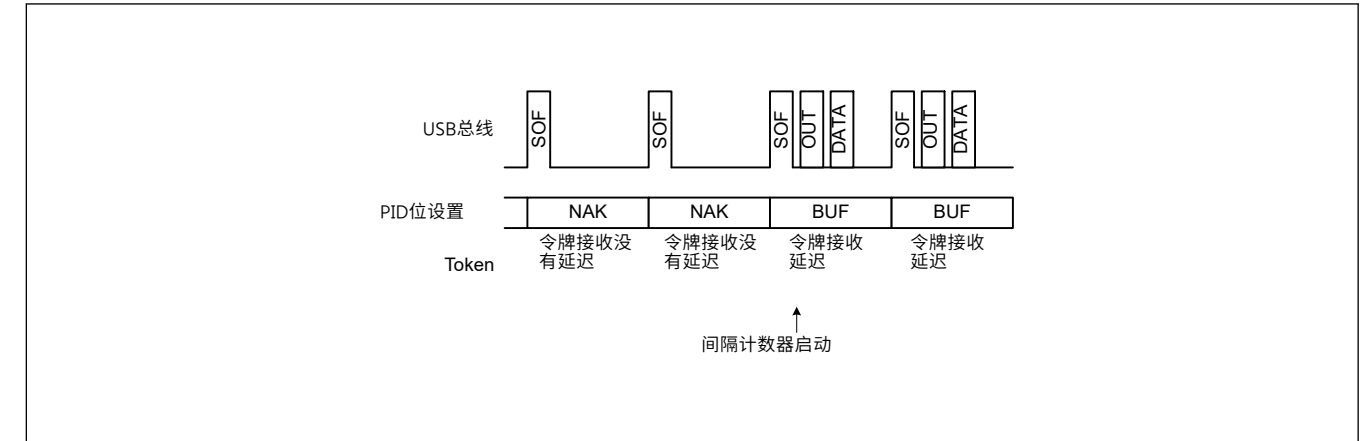 USB总线
SOF
SOF
SOF
OUT
DATA
SOF
OUT
DATA
PID位设置
NAK
NAK
BUF
BUF
Token
令牌接收没
有延迟
令牌接收没
有延迟
令牌接收
延迟
令牌接收
延迟
间隔计数器启动